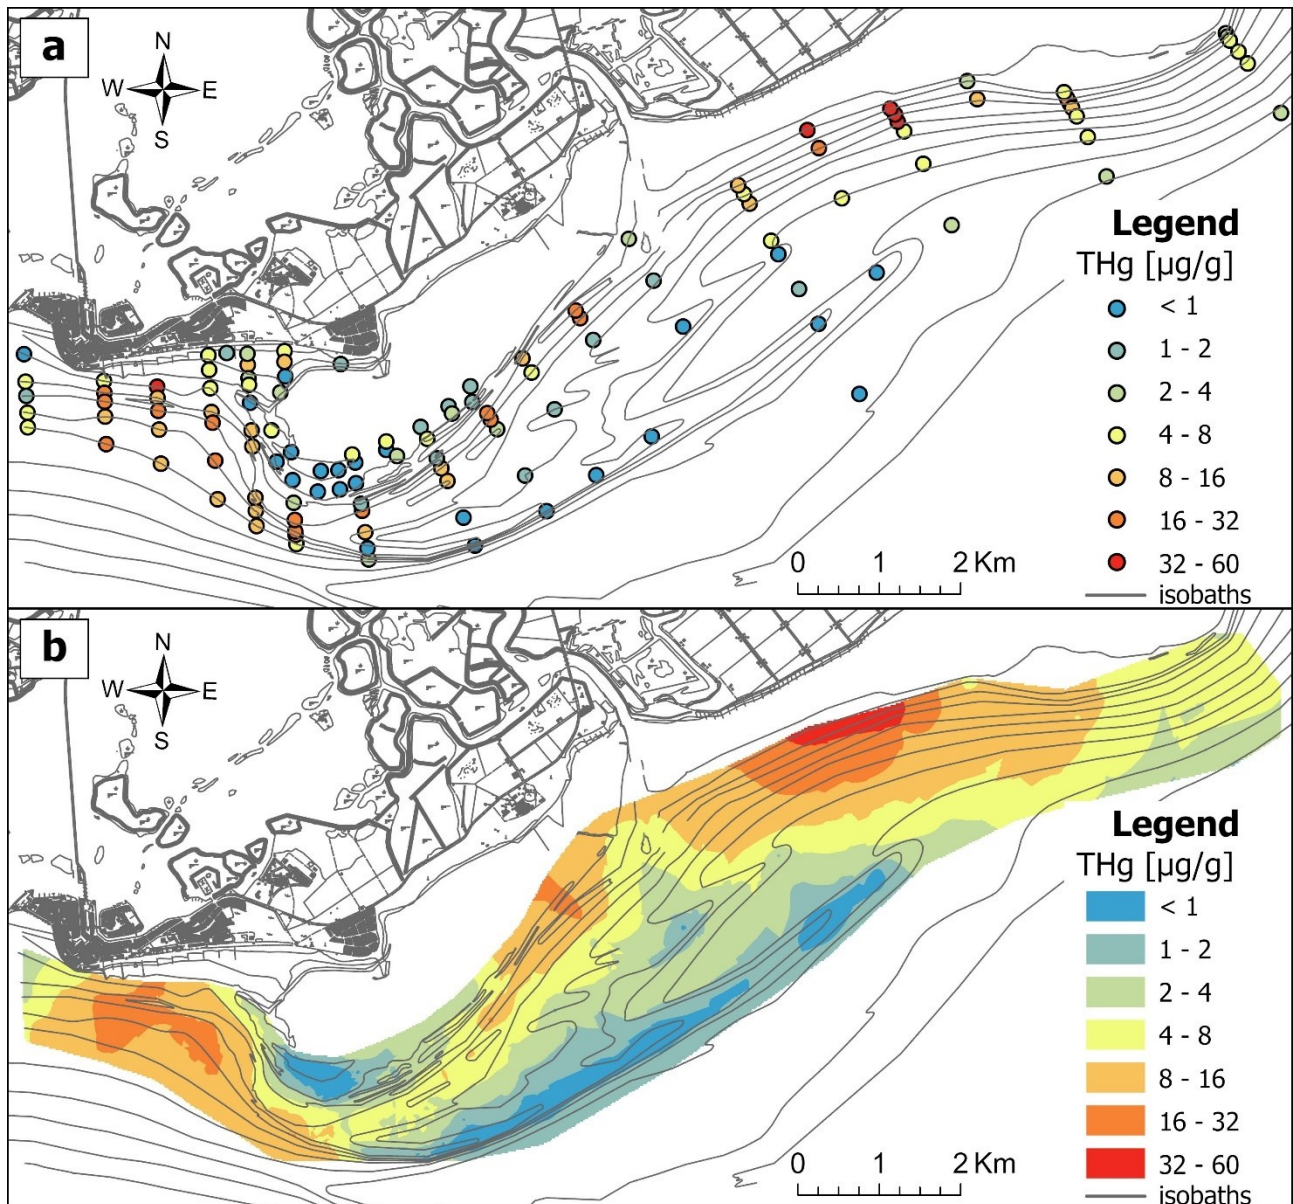 a
N
W E
S
Legend
THg [µg/g]
< 1
1 - 2
2 - 4
4 - 8
8 - 16
16 - 32
32 - 60
isobaths
0 1 2 Km
b
N
W E
S
Legend
THg [µg/g]
< 1
1 - 2
2 - 4
4 - 8
8 - 16
16 - 32
32 - 60
isobaths
0 1 2 Km